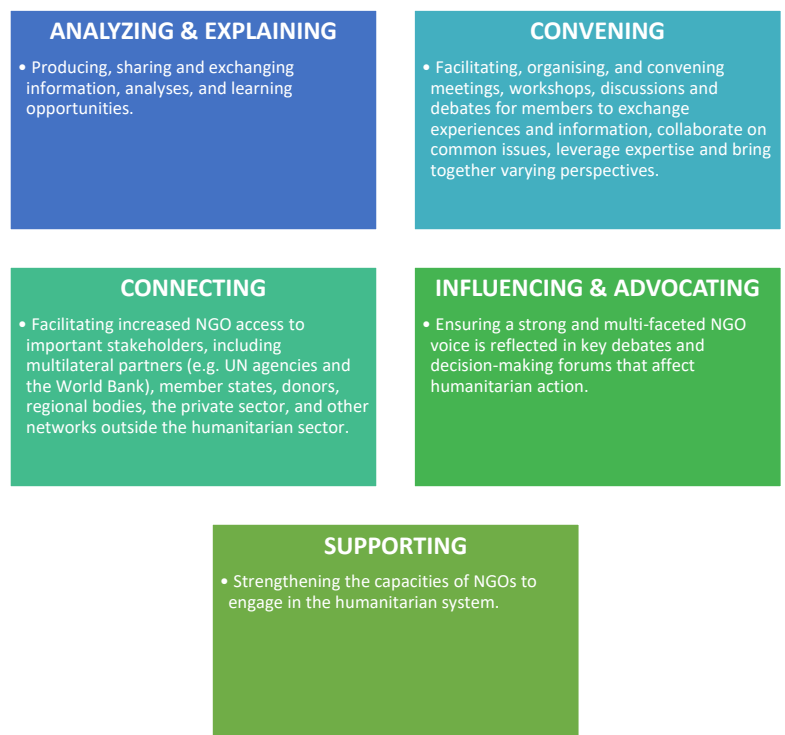 ANALYZING & EXPLAINING
• Producing, sharing and exchanging
information, analyses, and learning
opportunities.
CONVENING
• Facilitating, organising, and convening
meetings, workshops, discussions and
debates for members to exchange
experiences and information, collaborate on
common issues, leverage expertise and bring
together varying perspectives.
CONNECTING
• Facilitating increased NGO access to
important stakeholders, including
multilateral partners (e.g. UN agencies and
the World Bank), member states, donors,
regional bodies, the private sector, and other
networks outside the humanitarian sector.
INFLUENCING & ADVOCATING
• Ensuring a strong and multi-faceted NGO
voice is reflected in key debates and
decision-making forums that affect
humanitarian action.
SUPPORTING
• Strengthening the capacities of NGOs to
engage in the humanitarian system.